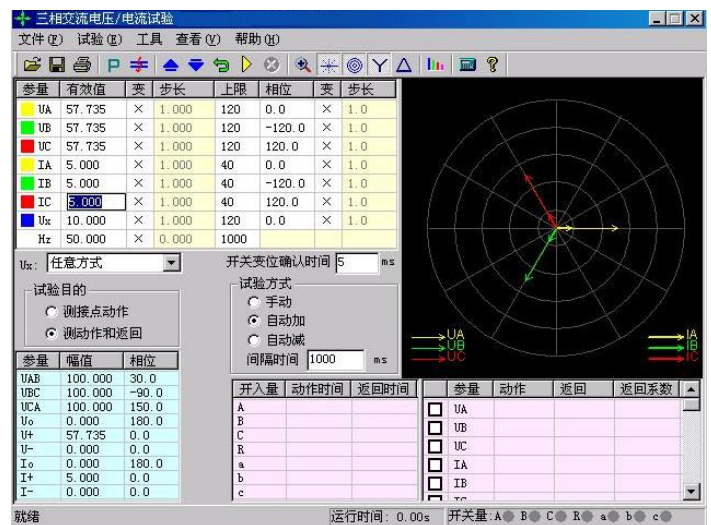 三相交流电压/电流试验
文件(F) 试验(E) 工具 查看(V) 帮助(H)
参量 有效值 变 步长 上限 相位 变 步长
UA 57.735 × 1.000 120 0.0 × 1.0
UB 57.735 × 1.000 120 -120.0 × 1.0
UC 57.735 × 1.000 120 120.0 × 1.0
IA 5.000 × 1.000 40 0.0 × 1.0
IB 5.000 × 1.000 40 -120.0 × 1.0
IC 5.000 × 1.000 40 120.0 × 1.0
Ux 10.000 × 1.000 120 0.0 × 1.0
Hz 50.000 × 0.000 1000
Ux: 任意方式 开关变位确认时间 5 ms
试验目的
测接点动作
测动作和返回
试验方式
手动
自动加
自动减
间隔时间 1000 ms
UA
UB
UC
IA
IB
IC
参量 幅值 相位
UAB 100.000 30.0
UBC 100.000 -90.0
UCA 100.000 150.0
Uo 0.000 180.0
U+ 57.735 0.0
U- 0.000 0.0
Io 0.000 180.0
I+ 5.000 0.0
I- 0.000 0.0
开入量 动作时间 返回时间
A
B
C
R
a
b
c
参量 动作 返回 返回系数
UA
UB
UC
IA
IB
IC
就绪 运行时间: 0.00s 开关量:A B C R a b c